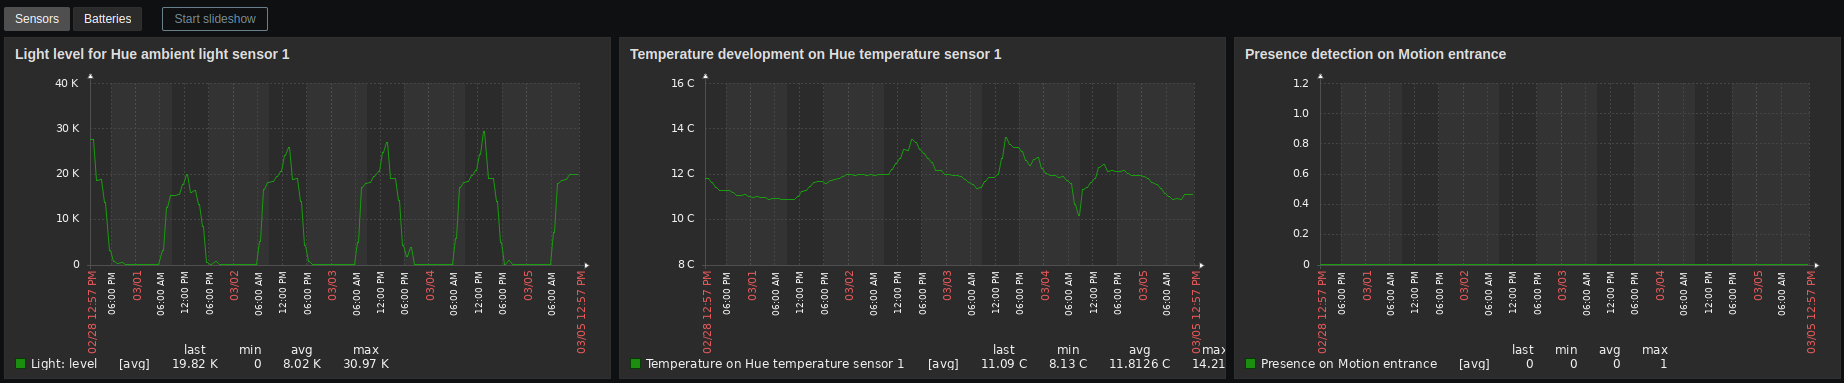 Sensors Batteries Start slideshow
Light level for Hue ambient light sensor 1
40 K
30 K
20 K
10 K
0
02/28 12:57 PM 06:00 PM 03/01 06:00 AM 12:00 PM 06:00 PM 03/02 06:00 AM 12:00 PM 06:00 PM 03/03 06:00 AM 12:00 PM 06:00 PM 03/04 06:00 AM 12:00 PM 06:00 PM 03/05 06:00 AM 03/05 12:57 PM
last min avg max
Light: level [avg] 19.82 K 0 8.02 K 30.97 K
Temperature development on Hue temperature sensor 1
16 C
14 C
12 C
10 C
8 C
02/28 12:57 PM 06:00 PM 03/01 06:00 AM 12:00 PM 06:00 PM 03/02 06:00 AM 12:00 PM 06:00 PM 03/03 06:00 AM 12:00 PM 06:00 PM 03/04 06:00 AM 12:00 PM 06:00 PM 03/05 06:00 AM 03/05 12:57 PM
last min avg max
Temperature on Hue temperature sensor 1 [avg] 11.09 C 8.13 C 11.8126 C 14.21
Presence detection on Motion entrance
1.2
1.0
0.8
0.6
0.4
0.2
0
02/28 12:57 PM 06:00 PM 03/01 06:00 AM 12:00 PM 06:00 PM 03/02 06:00 AM 12:00 PM 06:00 PM 03/03 06:00 AM 12:00 PM 06:00 PM 03/04 06:00 AM 12:00 PM 06:00 PM 03/05 06:00 AM 03/05 12:57 PM
last min avg max
Presence on Motion entrance [avg] 0 0 0 1